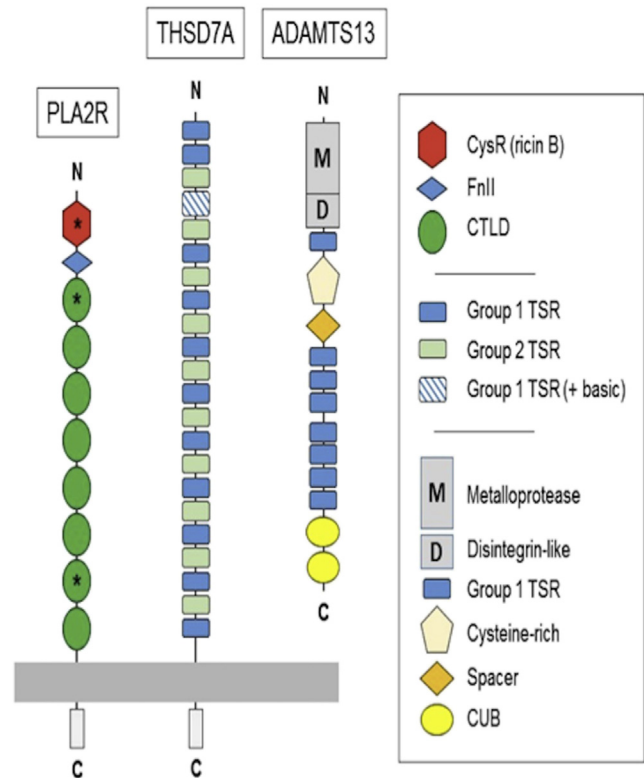 THSD7A
ADAMTS13
PLA2R
N
N
N
M
D
*
*
*
C
C
C
CysR (ricin B)
FnII
CTLD
Group 1 TSR
Group 2 TSR
Group 1 TSR (+ basic)
M Metalloprotease
D Disintegrin-like
Group 1 TSR
Cysteine-rich
Spacer
CUB